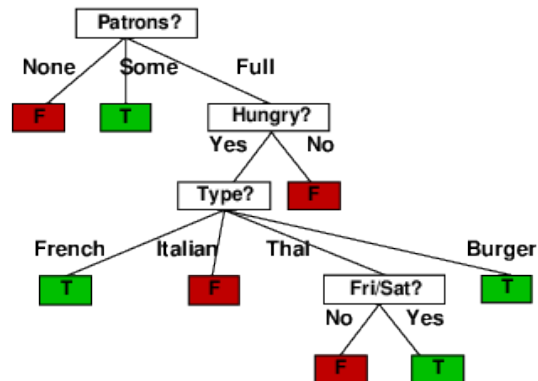 Patrons?
None Some Full
F T Hungry?
Yes No
Type? F
French Italian Thai Burger
T F Fri/Sat? T
No Yes
F T